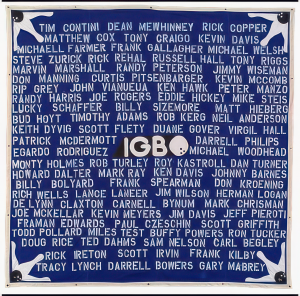 TIM CONTINI DEAN MEWHINNEY RICK COPPER
MATTHEW COX TONY CRAIGO KEVIN DAVIS
MICHAELL FARMER FRANK GALLAGHER MICHAEL WELSH
STEVE ZURICK RICK REHAL RUSSELL HALL TONY RIGGS
MARVIN MARSHALL RANDY PETERSON JIMMY WISEMAN
DON MANNING CURTIS PITSENBARGER KEVIN MCCOMB
RIP GREY JOHN VIANUEVA KEN HAWK PETER MANZO
RANDY HARRIS JOE ROGERS EDDIE HICKEY MIKE STEIS
LUCKY SCHAFFER BILLY SIZEMORE MATT HIEBERG
BUD HOYT TIMOTHY ADAMS ROB KERG NEIL ANDERSON
KEITH DYVIG SCOTT FLETY DUANE GOVER VIRGIL HALL
PATRICK MCDERMOTT IGBO DARRELL PHILIPS
EGARDO RODRIGUEZ MICHAEL WOODHEAD
MONTY HOLMES ROB TURLEY ROY KASTROLL DAN TURNER
HOWARD DALTER MARK RAY KEN DAVIS JOHNNY BARNES
BILLY BOLYARD FRANK SPEARMAN DON KROENING
RICH WELLS LANCE LANEER JIM WILSON HERMAN LOGAN
DE LYNN CLAXTON CARNELL BYNUM MARK CHRISMAN
JOE MCKELLAR KEVIN MEYERS JIM DAVIS JEFF PIEROTI
FRAMAN EDWARDS PAUL CZESCHIN SCOTT GRIFFITH
TODD POLLARD MILES TEST BUFFY POWERS RON TUCKER
DOUG RICE TED DAHMS SAM NELSON CARL BEGLEY
RICK IRETON SCOTT IRVIN FRANK KILBY
TRACY LYNCH DARRELL BOWERS GARY MABREY